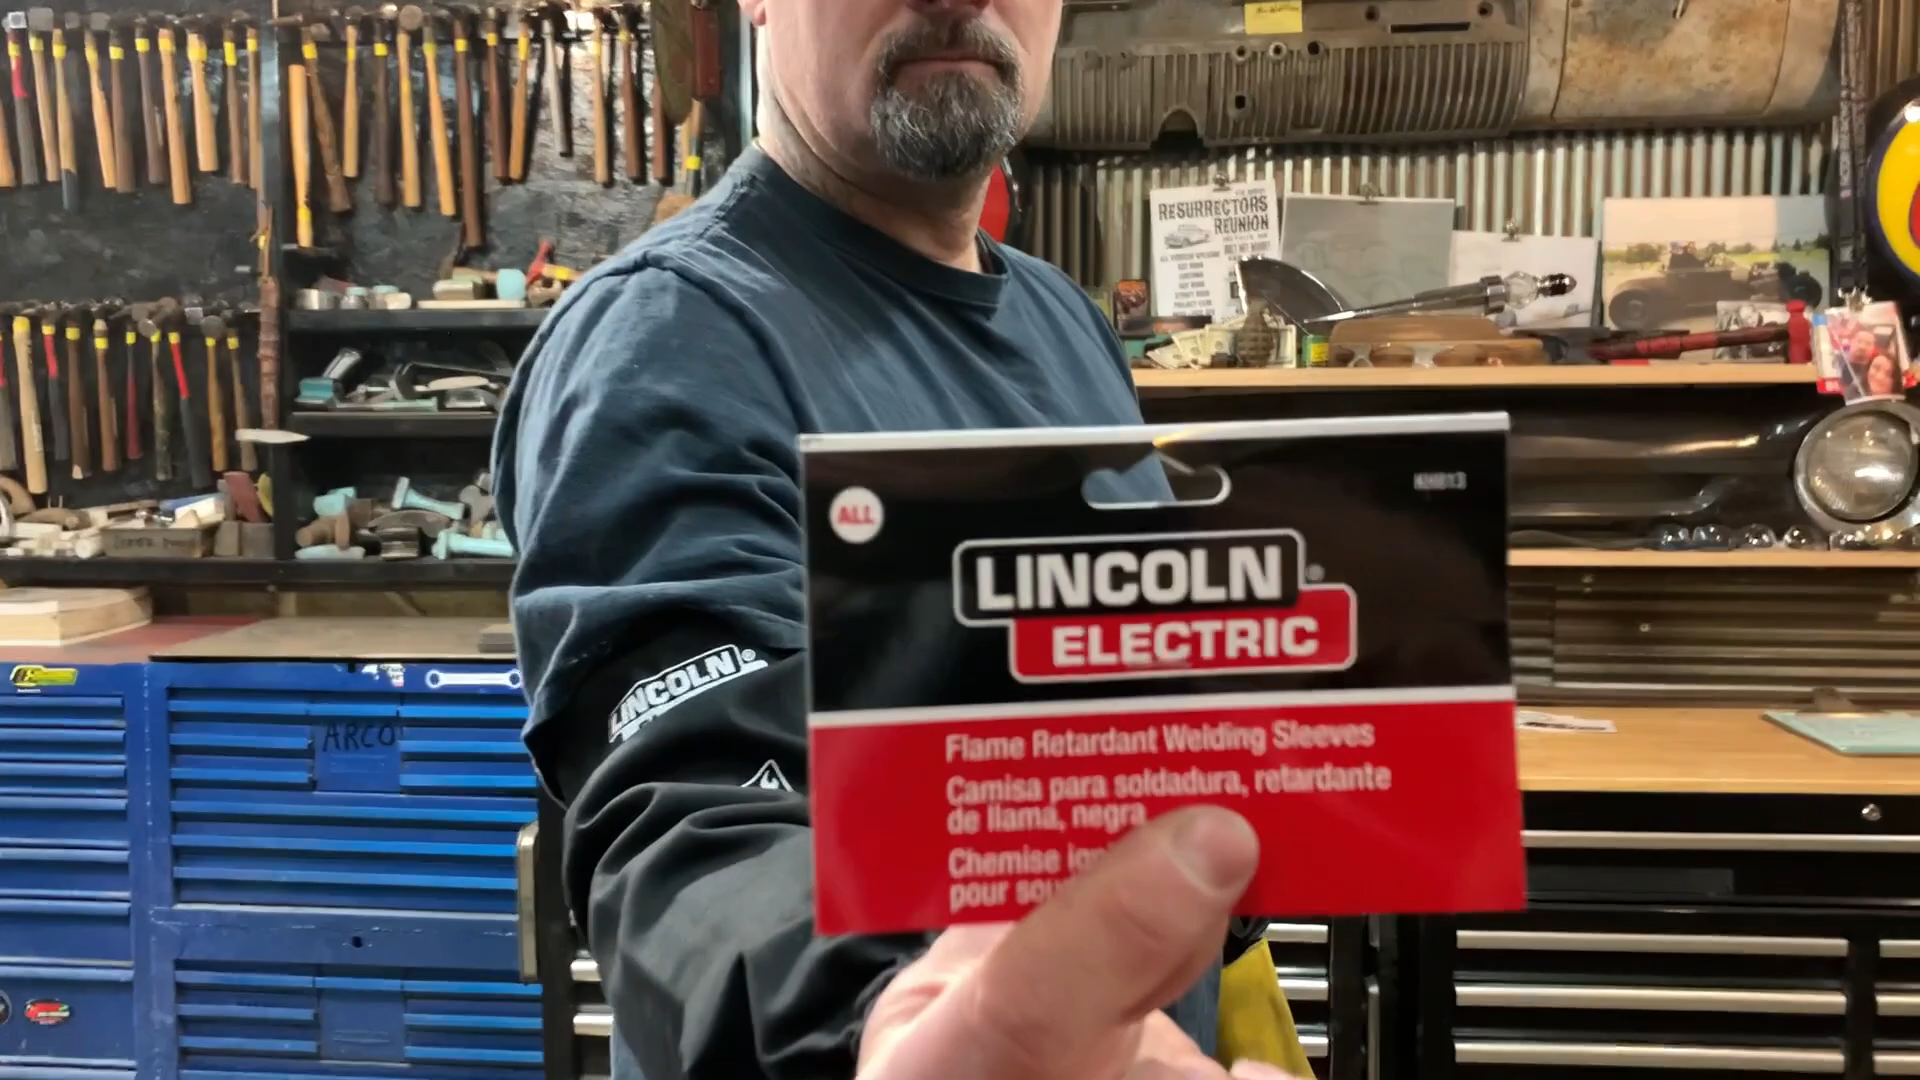 RESURRECTORS
REUNION
ALL
KH813
LINCOLN®
ELECTRIC
LINCOLN®
Flame Retardant Welding Sleeves
Camisa para soldadura, retardante
de llama, negra
Chemise
pour
ARCO